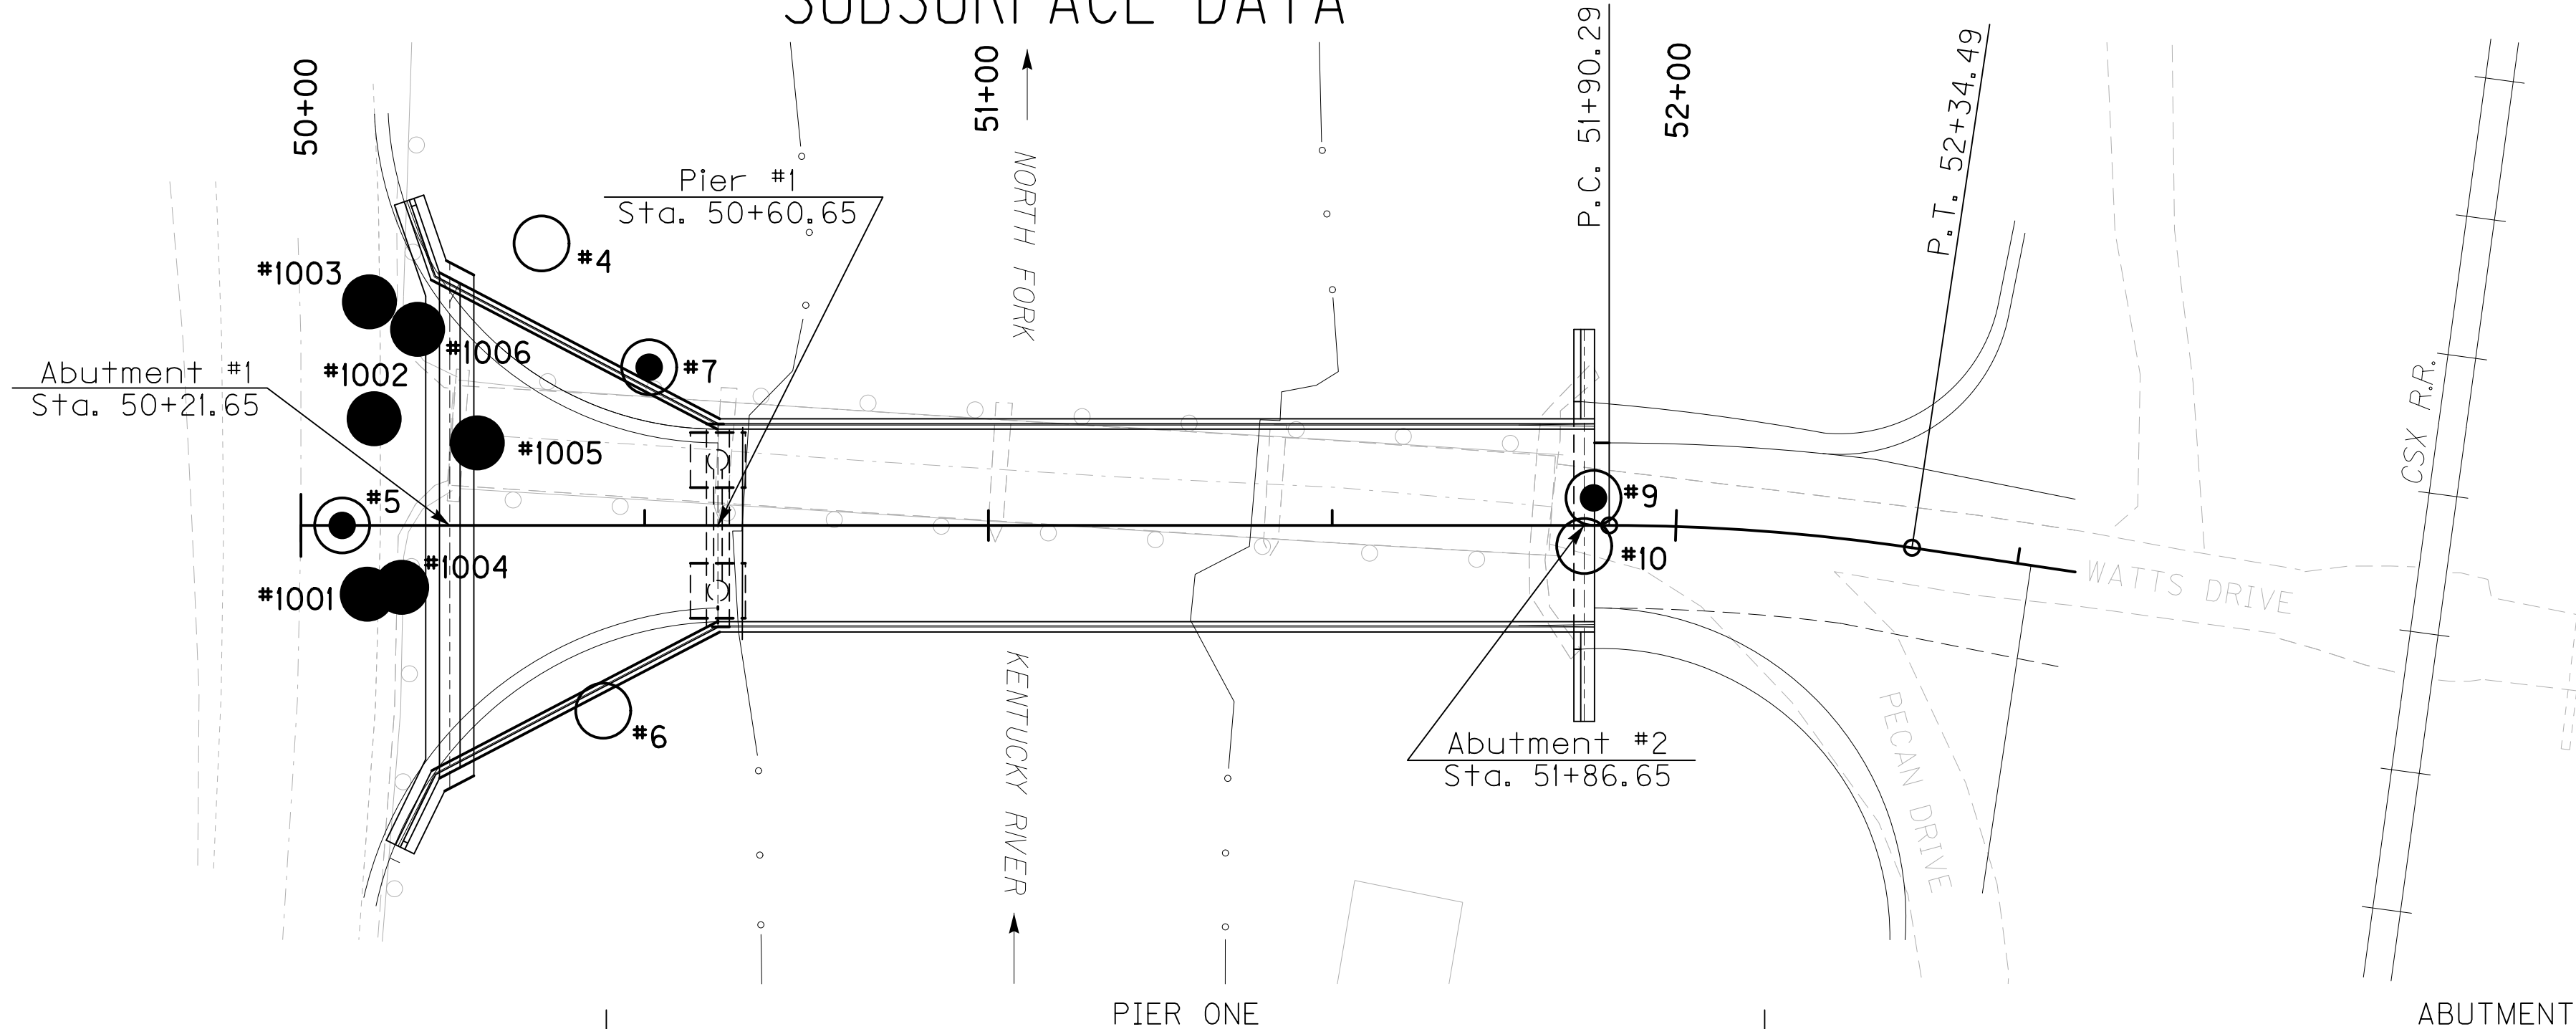 SUBSURFACE DATA
50+00
51+00
P.C. 51+90.29
52+00
P.T. 52+34.49
NORTH FORK
Pier #1
Sta. 50+60.65
#4
#1003
#1006
#7
Abutment #1
Sta. 50+21.65
#1002
#1005
#5
#9
#10
#1004
#1001
CSX R.R.
WATTS DRIVE
#6
KENTUCKY RIVER
Abutment #2
Sta. 51+86.65
PECAN DRIVE
PIER ONE
ABUTMENT